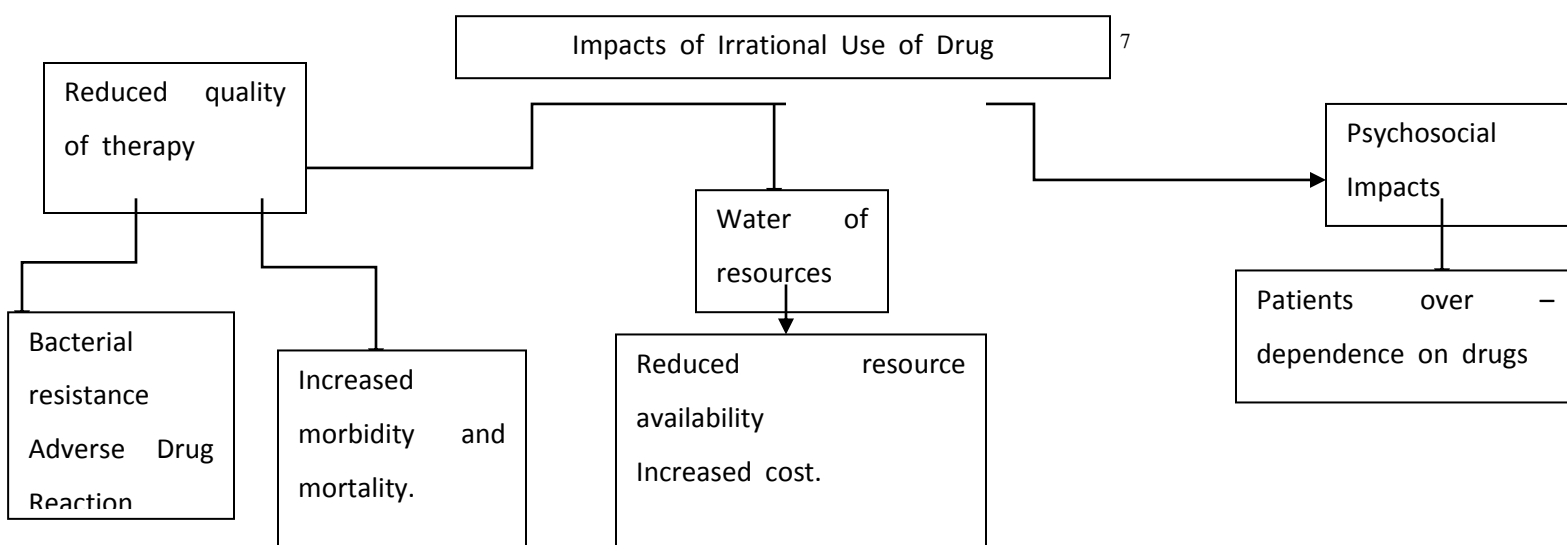 Impacts of Irrational Use of Drug
7
Reduced quality
of therapy
Psychosocial
Impacts
Water of
resources
Bacterial
resistance
Adverse Drug
Reaction
Increased
morbidity and
mortality.
Reduced resource
availability
Increased cost.
Patients over –
dependence on drugs